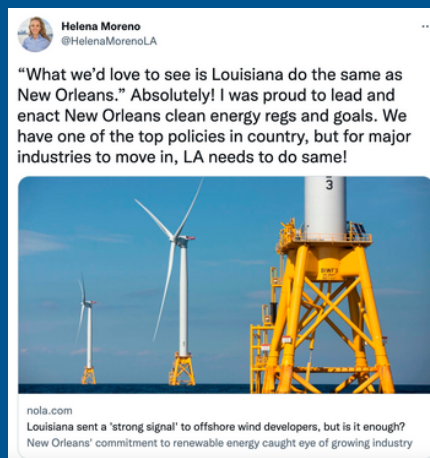 Helena Moreno
@HelenaMorenoLA
“What we’d love to see is Louisiana do the same as
New Orleans.” Absolutely! I was proud to lead and
enact New Orleans clean energy regs and goals. We
have one of the top policies in country, but for major
industries to move in, LA needs to do same!
3
DWF3
nola.com
Louisiana sent a 'strong signal' to offshore wind developers, but is it enough?
New Orleans' commitment to renewable energy caught eye of growing industry